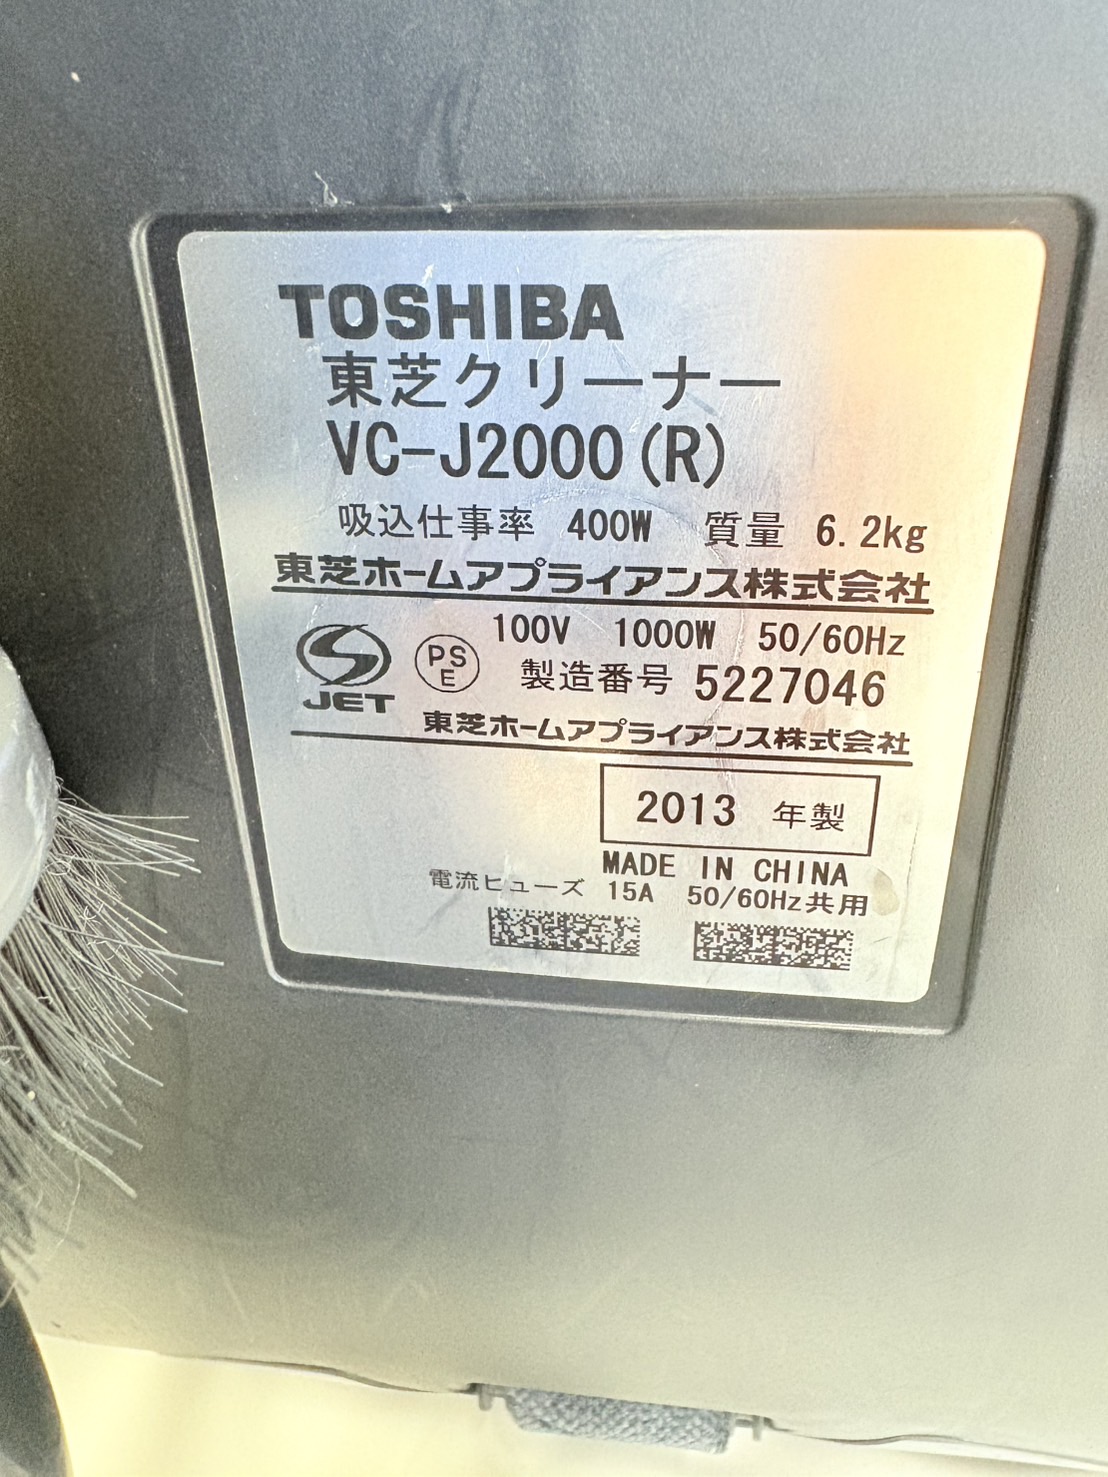 TOSHIBA
東芝クリーナー
VC-J2000(R)
吸込仕事率 400W 質量 6.2kg
東芝ホームアプライアンス株式会社
100V 1000W 50/60Hz
JET
PS
E
製造番号 5227046
東芝ホームアプライアンス株式会社
2013 年製
MADE IN CHINA
電流ヒューズ 15A 50/60Hz共用